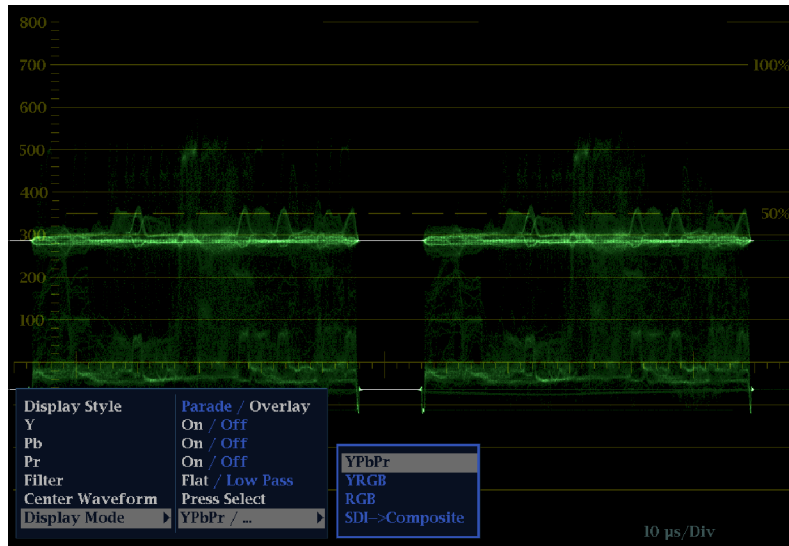 800
700
100%
600
500
400
50%
300
200
100
Display Style Parade / Overlay
Y On / Off
Pb On / Off
Pr On / Off
Filter Flat / Low Pass
Center Waveform Press Select
Display Mode YPbPr / ...
YPbPr
YRGB
RGB
SDI–>Composite
10 µs/Div